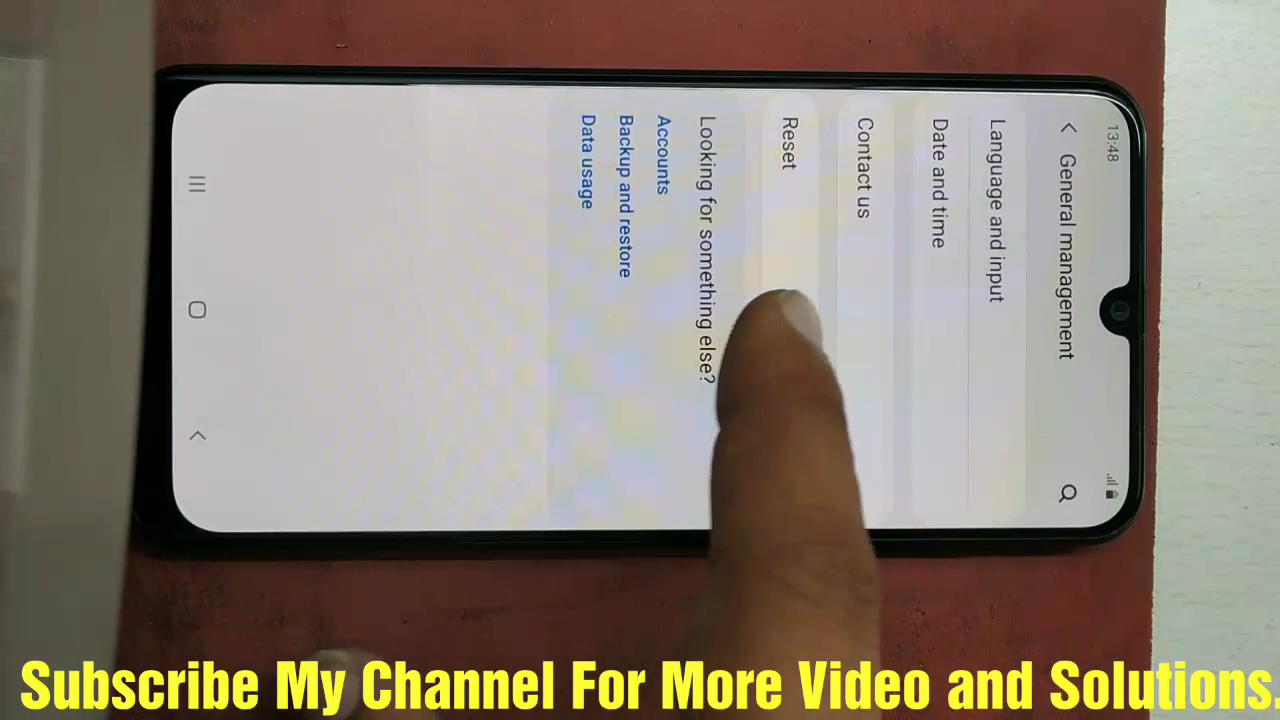 13:48
General management
Language and input
Date and time
Contact us
Reset
Looking for something else?
Accounts
Backup and restore
Data usage
Subscribe My Channel For More Video and Solutions.